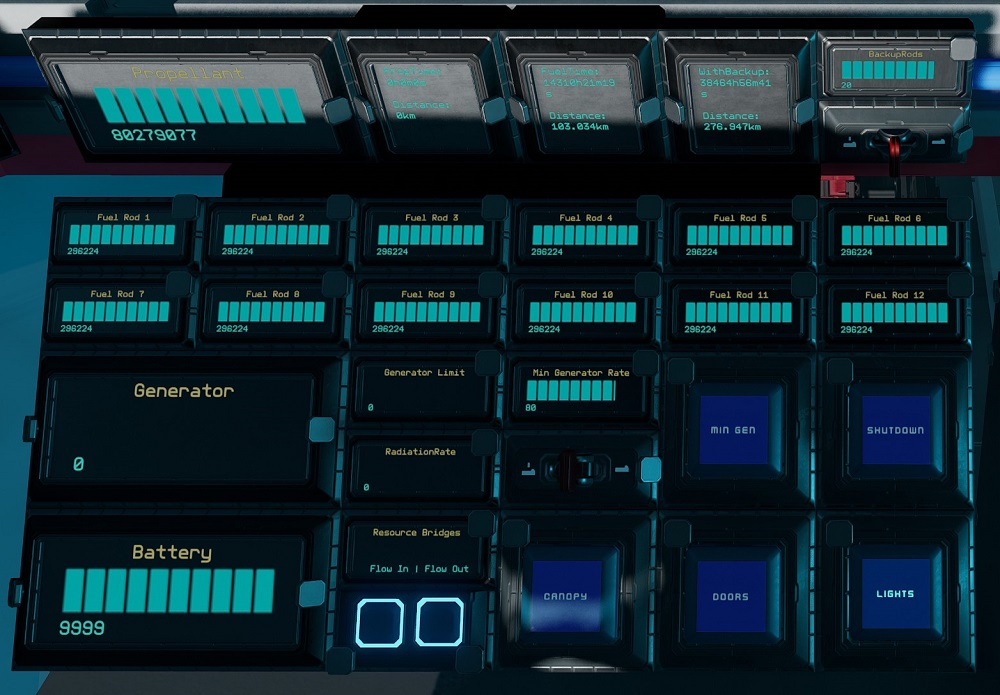 Propellant
80279077
Distance:
0km
FuelTime:
14310h21m19
s
Distance:
103.034km
WithBackup:
38464h56m41
s
Distance:
276.947km
BackupRods
20
Fuel Rod 1
296224
Fuel Rod 2
296224
Fuel Rod 3
296224
Fuel Rod 4
296224
Fuel Rod 5
296224
Fuel Rod 6
296224
Fuel Rod 7
296224
Fuel Rod 8
296224
Fuel Rod 9
296224
Fuel Rod 10
296224
Fuel Rod 11
296224
Fuel Rod 12
296224
Generator
0
Generator Limit
0
Min Generator Rate
80
MIN GEN
SHUTDOWN
RadiationRate
0
Battery
9999
Resource Bridges
Flow In | Flow Out
CANOPY
DOORS
LIGHTS